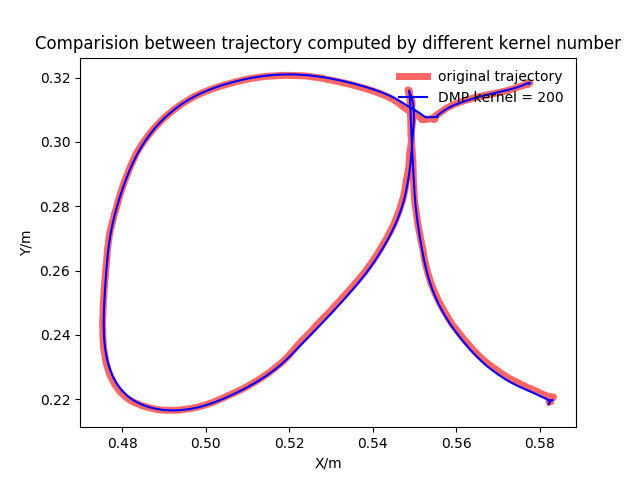 Comparision between trajectory computed by different kernel number
original trajectory
DMP kernel = 200
0.32
0.30
0.28
0.26
0.24
0.22
Y/m
0.48 0.50 0.52 0.54 0.56 0.58
X/m